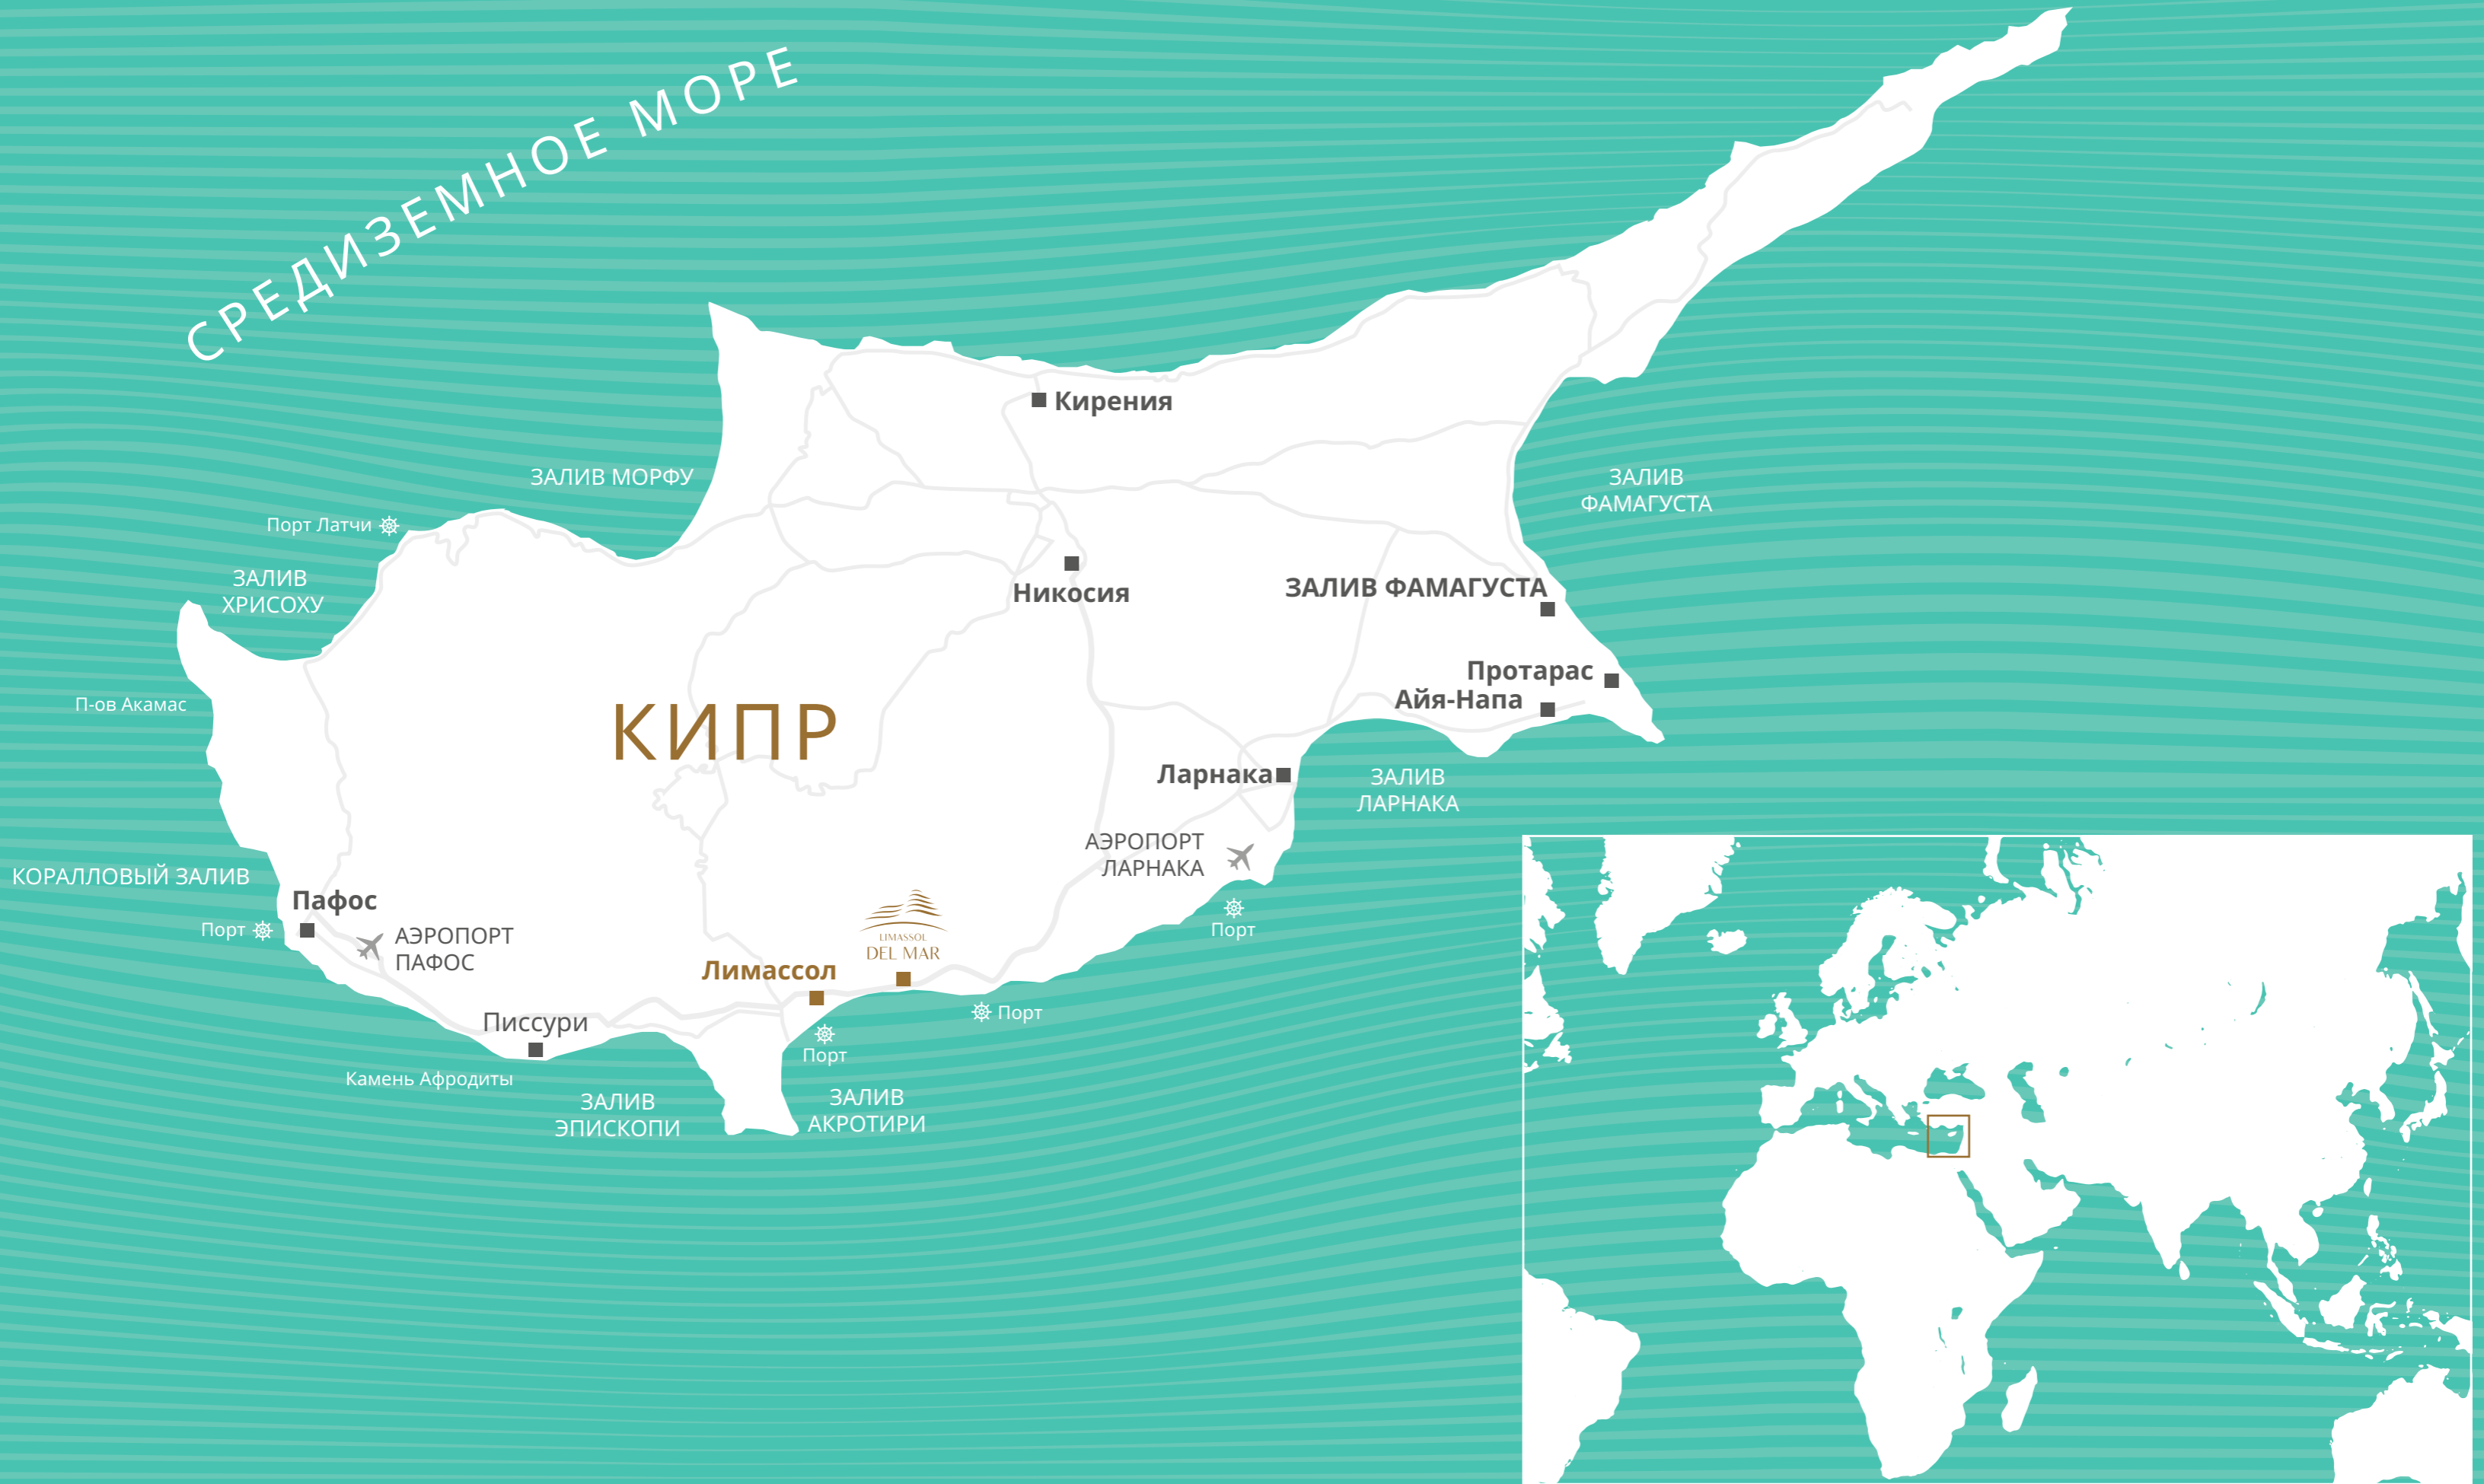 СРЕДИЗЕМНОЕ МОРЕ
Кирения
ЗАЛИВ МОРФУ
ЗАЛИВ
ФАМАГУСТА
Порт Латчи
ЗАЛИВ
ХРИСОХУ
Никосия
ЗАЛИВ ФАМАГУСТА
Протарас
Айя-Напа
П-ов Акамас
КИПР
Ларнака
ЗАЛИВ
ЛАРНАКА
АЭРОПОРТ
ЛАРНАКА
КОРАЛЛОВЫЙ ЗАЛИВ
Пафос
Порт
АЭРОПОРТ
ПАФОС
LIMASSOL
DEL MAR
Порт
Лимассол
Порт
Писсури
Порт
Камень Афродиты
ЗАЛИВ
ЭПИСКОПИ
ЗАЛИВ
АКРОТИРИ